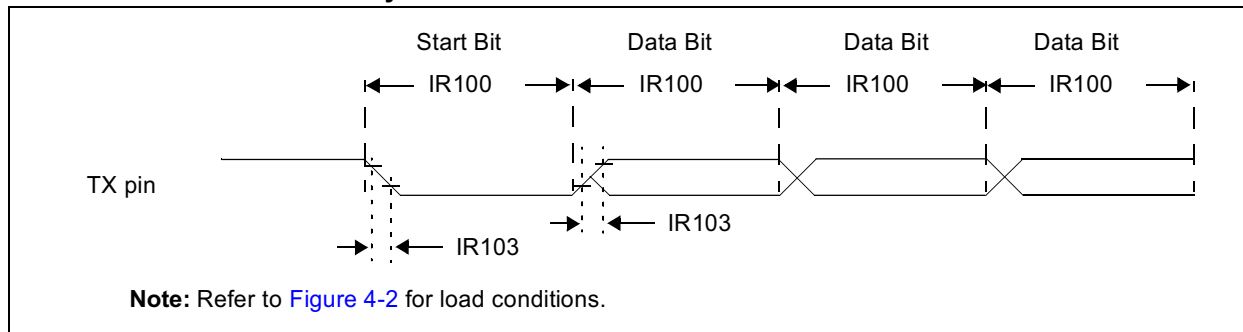 Start Bit Data Bit Data Bit Data Bit
IR100 IR100 IR100 IR100
TX pin
IR103
IR103
Note: Refer to Figure 4-2 for load conditions.